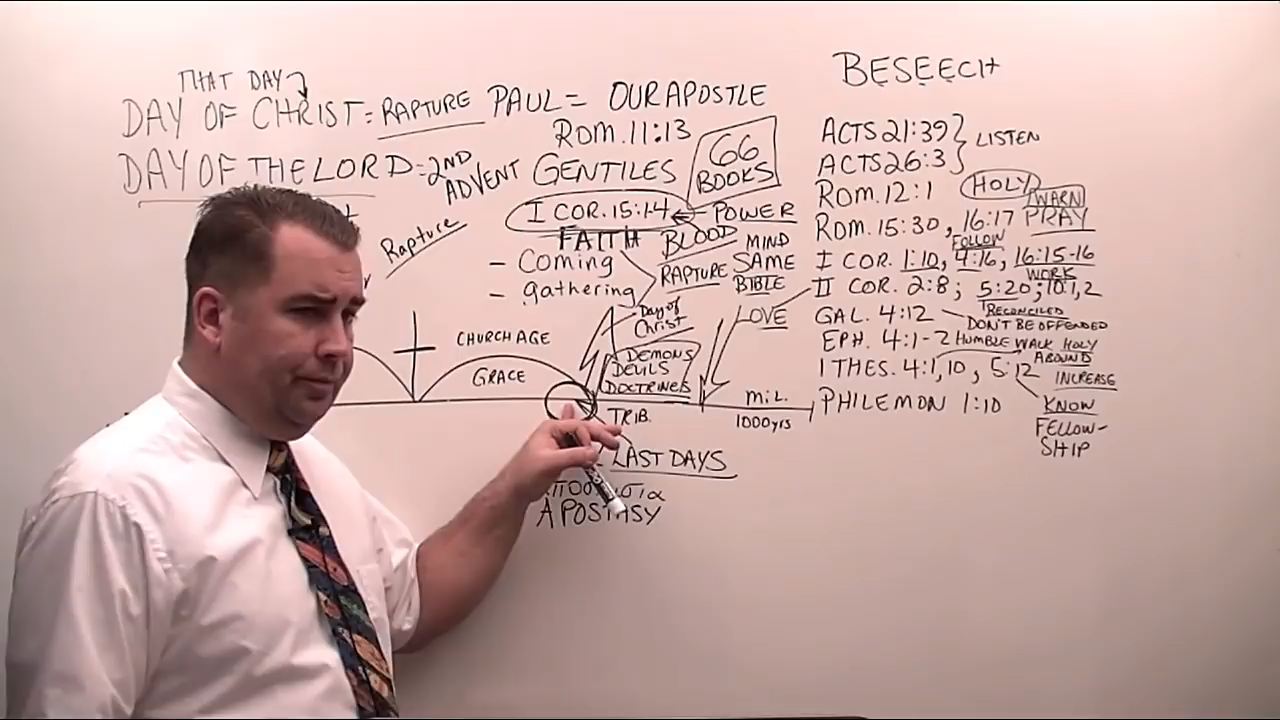 THAT DAY
DAY OF CHRIST = RAPTURE
DAY OF THE LORD = 2ND ADVENT
PAUL = OUR APOSTLE
ROM. 11:13
GENTILES
66 BOOKS
I COR. 15:1-4
POWER
FAITH
BLOOD
- Coming
- gathering
Rapture
MIND
RAPTURE SAME
BIBLE
LOVE
Day of Christ
CHURCH AGE
GRACE
DEMONS
DEVILS
DOCTRINES
TRIB.
MIL.
1000yrs
LAST DAYS
APOSTASY
BESEECH
ACTS 21:39 } LISTEN
ACTS 26:3
ROM. 12:1 HOLY
WARN
ROM. 15:30, 16:17 PRAY
FOLLOW
I COR. 1:10, 4:16, 16:15-16
WORK
II COR. 2:8; 5:20; 10:1,2
RECONCILED
GAL. 4:12 DON'T BE OFFENDED
EPH. 4:1-2 HUMBLE WALK HOLY
I THES. 4:1,10, 5:12 ABOUND
INCREASE
PHILEMON 1:10 KNOW
FELLOW-
SHIP